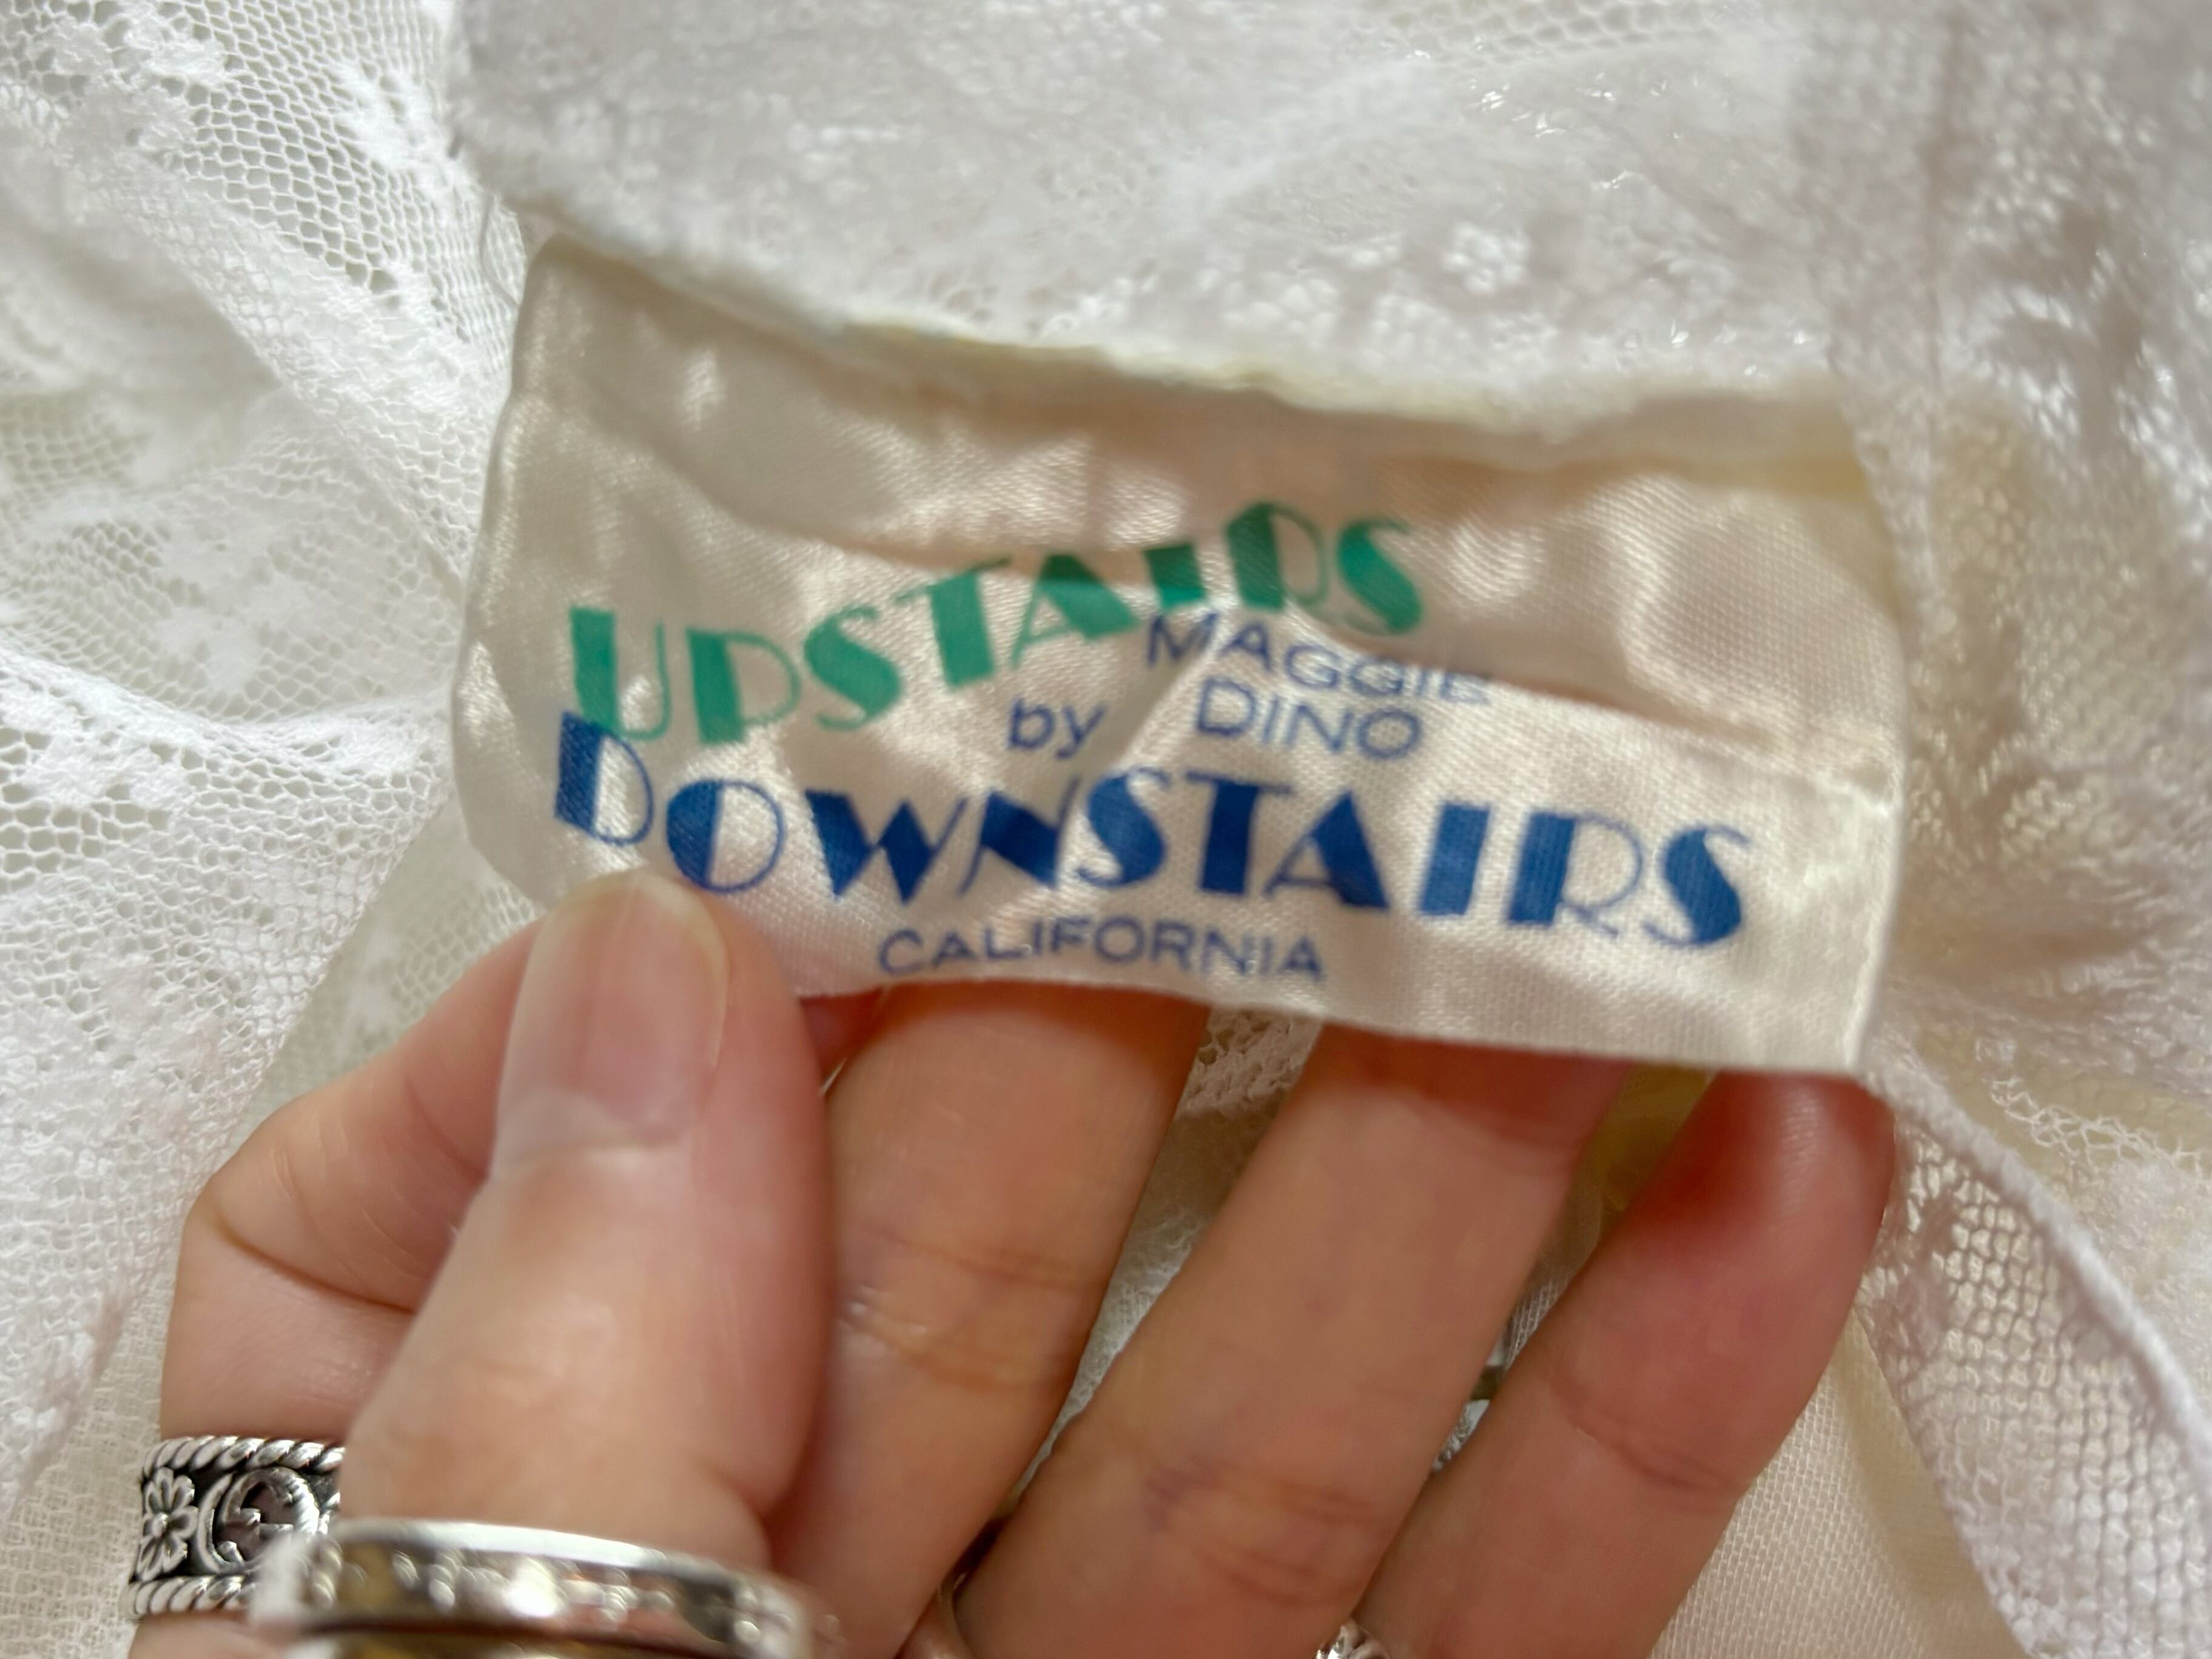 UPSTAIRS
by MAGGIE
DINO
DOWNSTAIRS
CALIFORNIA